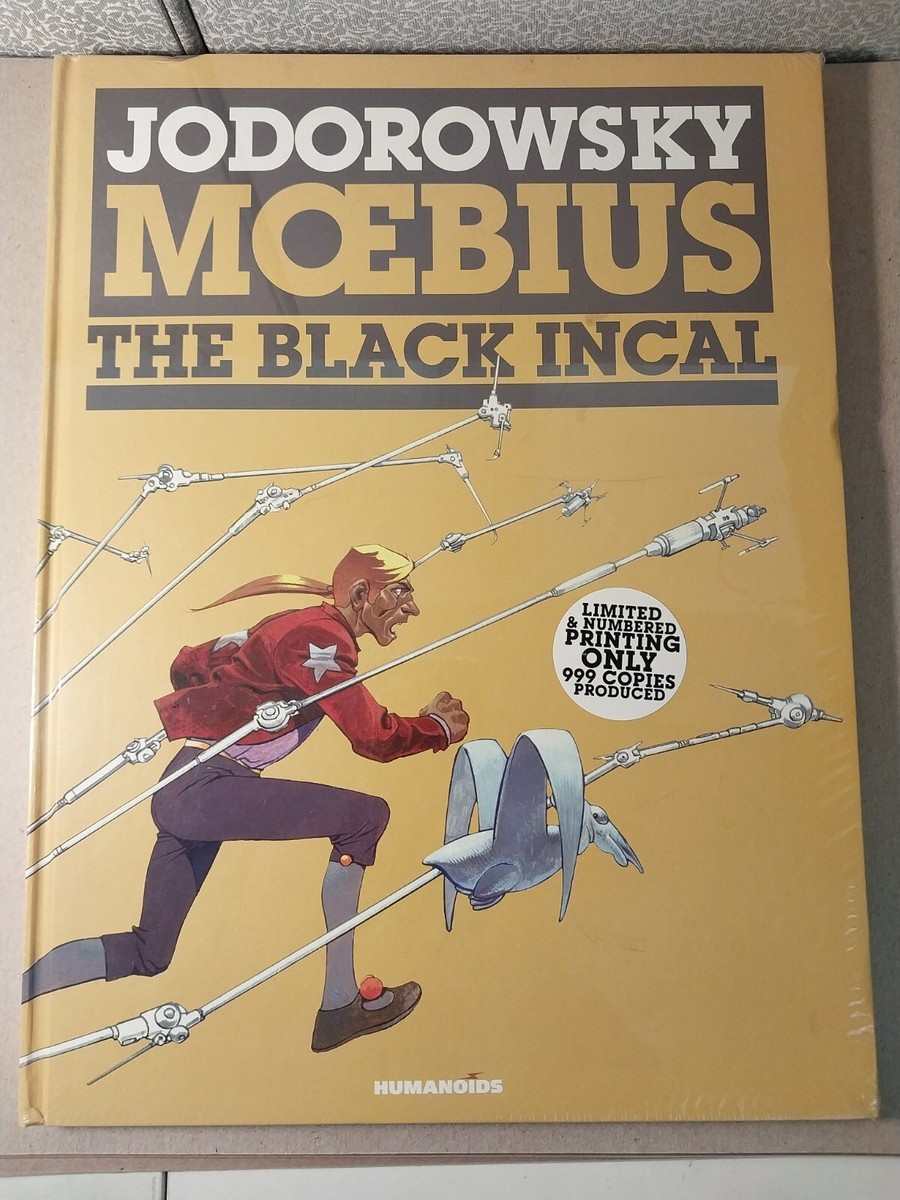 JODOROWSKY
MŒBIUS
THE BLACK INCAL
LIMITED
& NUMBERED
PRINTING
ONLY
999 COPIES
PRODUCED
HUMANOIDS